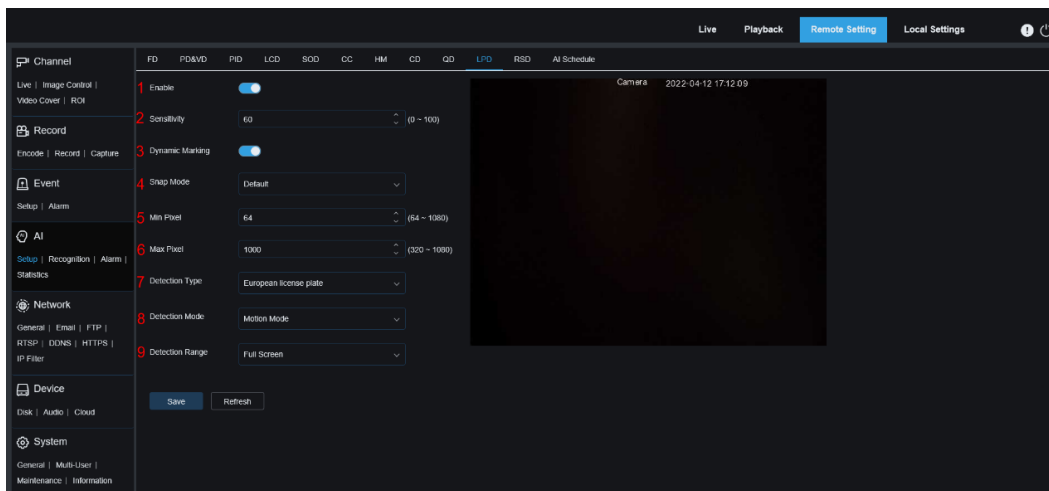 Live Playback Remote Setting Local Settings
Channel
Live | Image Control |
Video Cover | ROI
Record
Encode | Record | Capture
Event
Setup | Alarm
AI
Setup | Recognition | Alarm |
Statistics
Network
General | Email | FTP |
RTSP | DDNS | HTTPS |
IP Filter
Device
Disk | Audio | Cloud
System
General | Multi-User |
Maintenance | Information
FD PD&VD PID LCD SOD CC HM CD QD LPD RSD AI Schedule
1 Enable
2 Sensitivity 60 (0 ~ 100)
3 Dynamic Marking
4 Snap Mode Default
5 Min Pixel 64 (64 ~ 1080)
6 Max Pixel 1000 (320 ~ 1080)
7 Detection Type European license plate
8 Detection Mode Motion Mode
9 Detection Range Full Screen
Save Refresh
Camera 2022-04-12 17:12:09